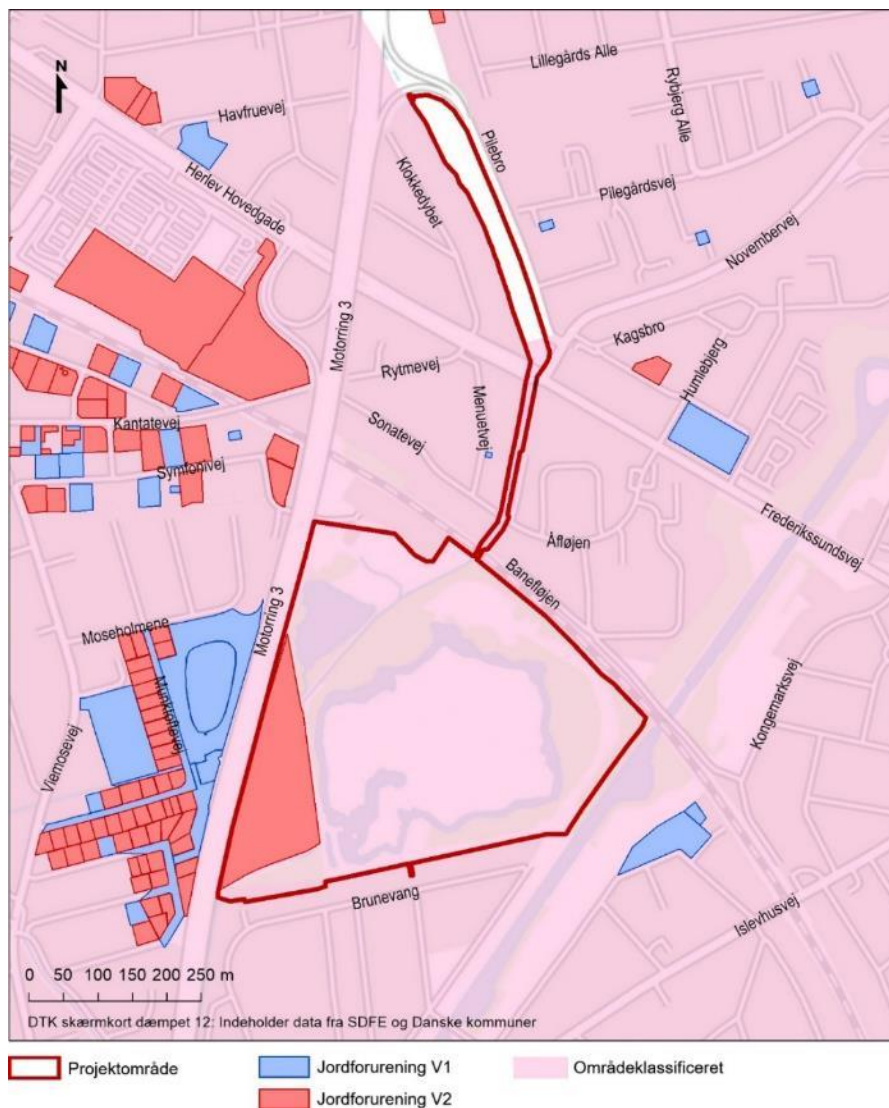 Lillegårds Alle
N
Rybjerg Alle
Havfruevej
Pilebro
Klokkedybet
Pilegårdsvej
Herlev Hovedgade
Novembervej
Kagsbro
Motorring 3
Humlebjerg
Rytmevej
Menuetvej
Kantatevej
Sonatevej
Symfonivej
Frederikssundsvej
Åfløjen
Banefløjen
Motorring 3
Moseholmene
Kongemarksvej
Viemosevej
Brunevang
Islevhusvej
0 50 100 150 200 250 m
DTK skærmkort dæmpet 12: Indeholder data fra SDFE og Danske kommuner
Projektområde
Jordforurening V1
Områdeklassificeret
Jordforurening V2